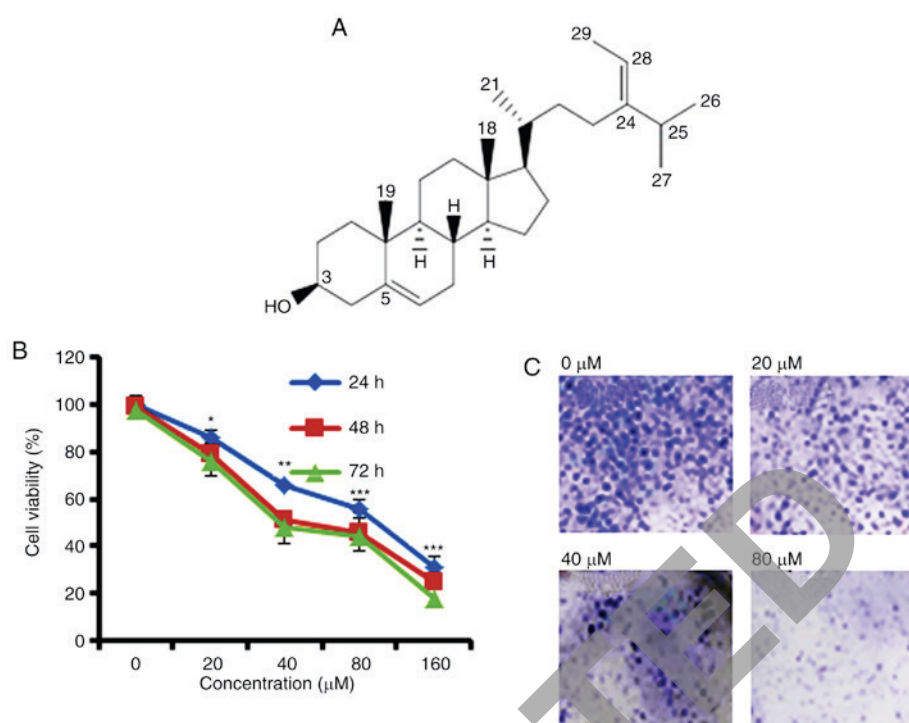 A
29
28
21
26
24
25
18
27
19
H
H
H
3
5
HO
B
120
100
80
60
40
20
0
Cell viability (%)
24 h
48 h
72 h
*
**
***
***
0 20 40 80 160
Concentration (µM)
C
0 µM
20 µM
40 µM
80 µM
TED